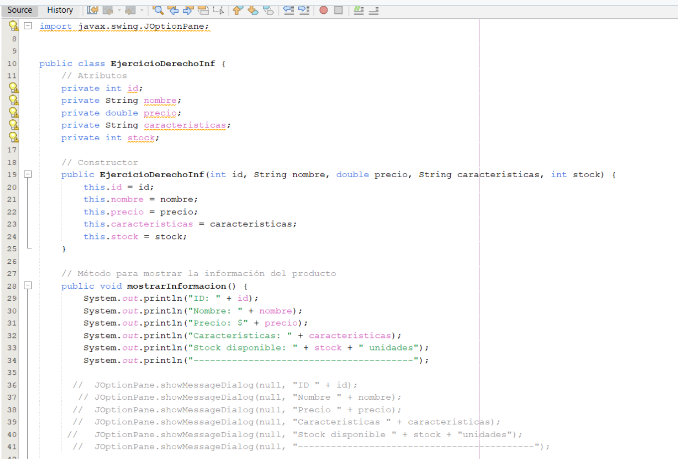 Source History
import javax.swing.JOptionPane;
8
9
10 public class EjercicioDerechoInf {
11 // Atributos
private int id;
private String nombre;
private double precio;
private String caracteristicas;
private int stock;
17
18 // Constructor
19 public EjercicioDerechoInf(int id, String nombre, double precio, String caracteristicas, int stock) {
20 this.id = id;
21 this.nombre = nombre;
22 this.precio = precio;
23 this.caracteristicas = caracteristicas;
24 this.stock = stock;
25 }
26
27 // Método para mostrar la información del producto
28 public void mostrarInformacion() {
29 System.out.println("ID: " + id);
30 System.out.println("Nombre: " + nombre);
31 System.out.println("Precio: $" + precio);
32 System.out.println("Características: " + caracteristicas);
33 System.out.println("Stock disponible: " + stock + " unidades");
34 System.out.println("----------------------------------------");
35
36 // JOptionPane.showMessageDialog(null, "ID " + id);
37 // JOptionPane.showMessageDialog(null, "Nombre " + nombre);
38 // JOptionPane.showMessageDialog(null, "Precio " + precio);
39 // JOptionPane.showMessageDialog(null, "Características " + caracteristicas);
40 // JOptionPane.showMessageDialog(null, "Stock disponible " + stock + "unidades");
41 // JOptionPane.showMessageDialog(null, "-------------------------------------------");